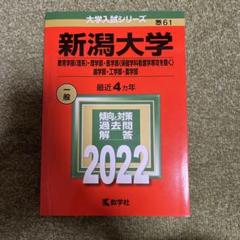 大学入試シリーズ
61
新潟大学
教育学部〈理系〉・理学部・医学部〈保健学科看護学専攻を除く〉
歯学部・工学部・農学部
最近4カ年
一般
傾向と対策
過去問
解答
2022
教学社